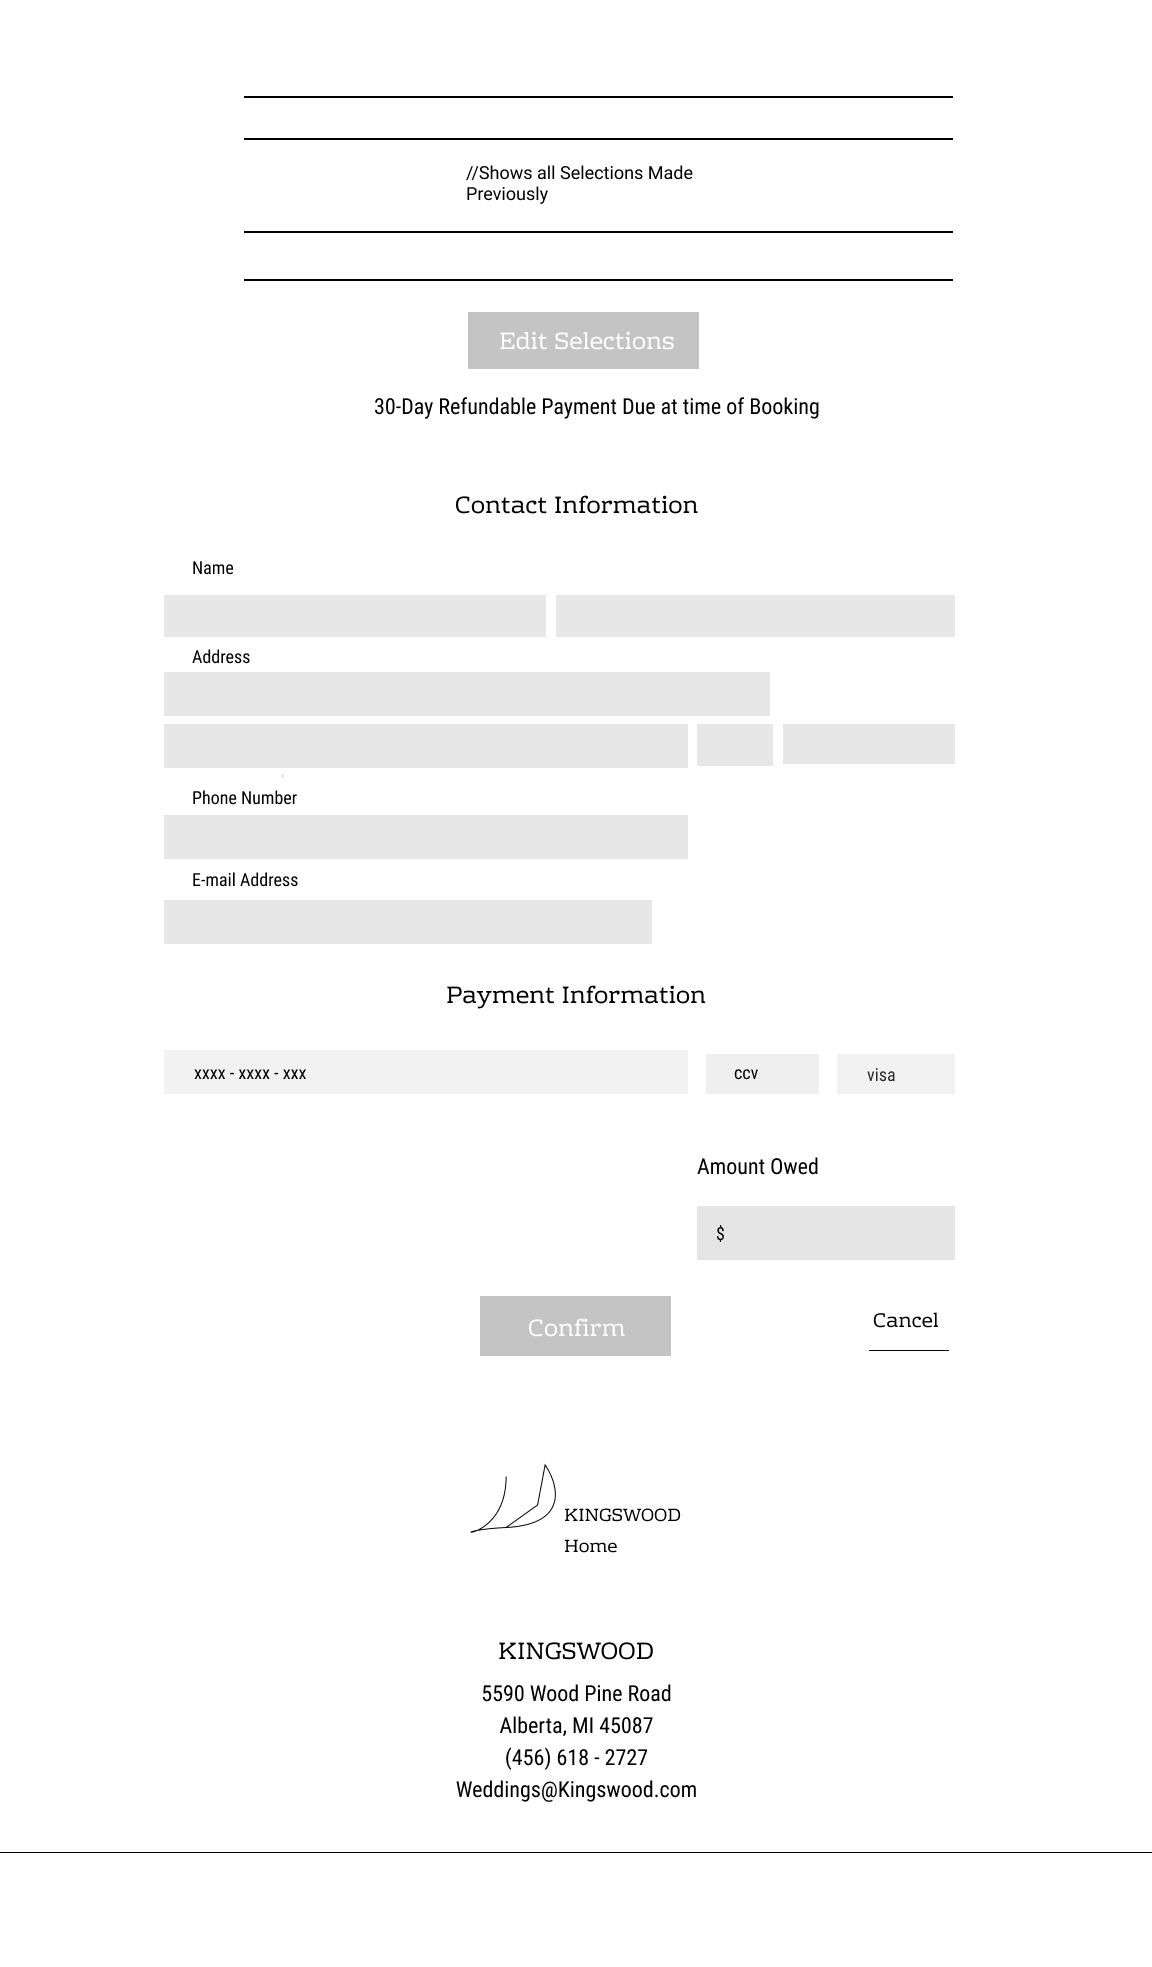 //Shows all Selections Made
Previously
Edit Selections
30-Day Refundable Payment Due at time of Booking
Contact Information
Name
Address
Phone Number
E-mail Address
Payment Information
xxxx - xxxx - xxx
ccv
visa
Amount Owed
$
Confirm
Cancel
KINGSWOOD
Home
KINGSWOOD
5590 Wood Pine Road
Alberta, MI 45087
(456) 618 - 2727
Weddings@Kingswood.com